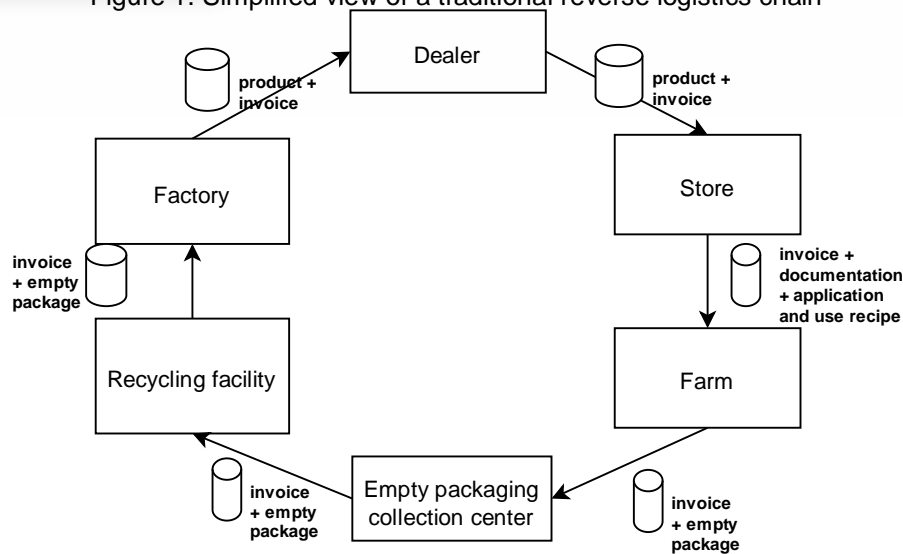 Figure 1. Simplified view of a traditional reverse logistics chain
Dealer
product +
invoice
product +
invoice
Factory
Store
invoice
+ empty
package
invoice +
documentation
+ application
and use recipe
Recycling facility
Farm
Empty packaging
collection center
invoice
+ empty
package
invoice
+ empty
package